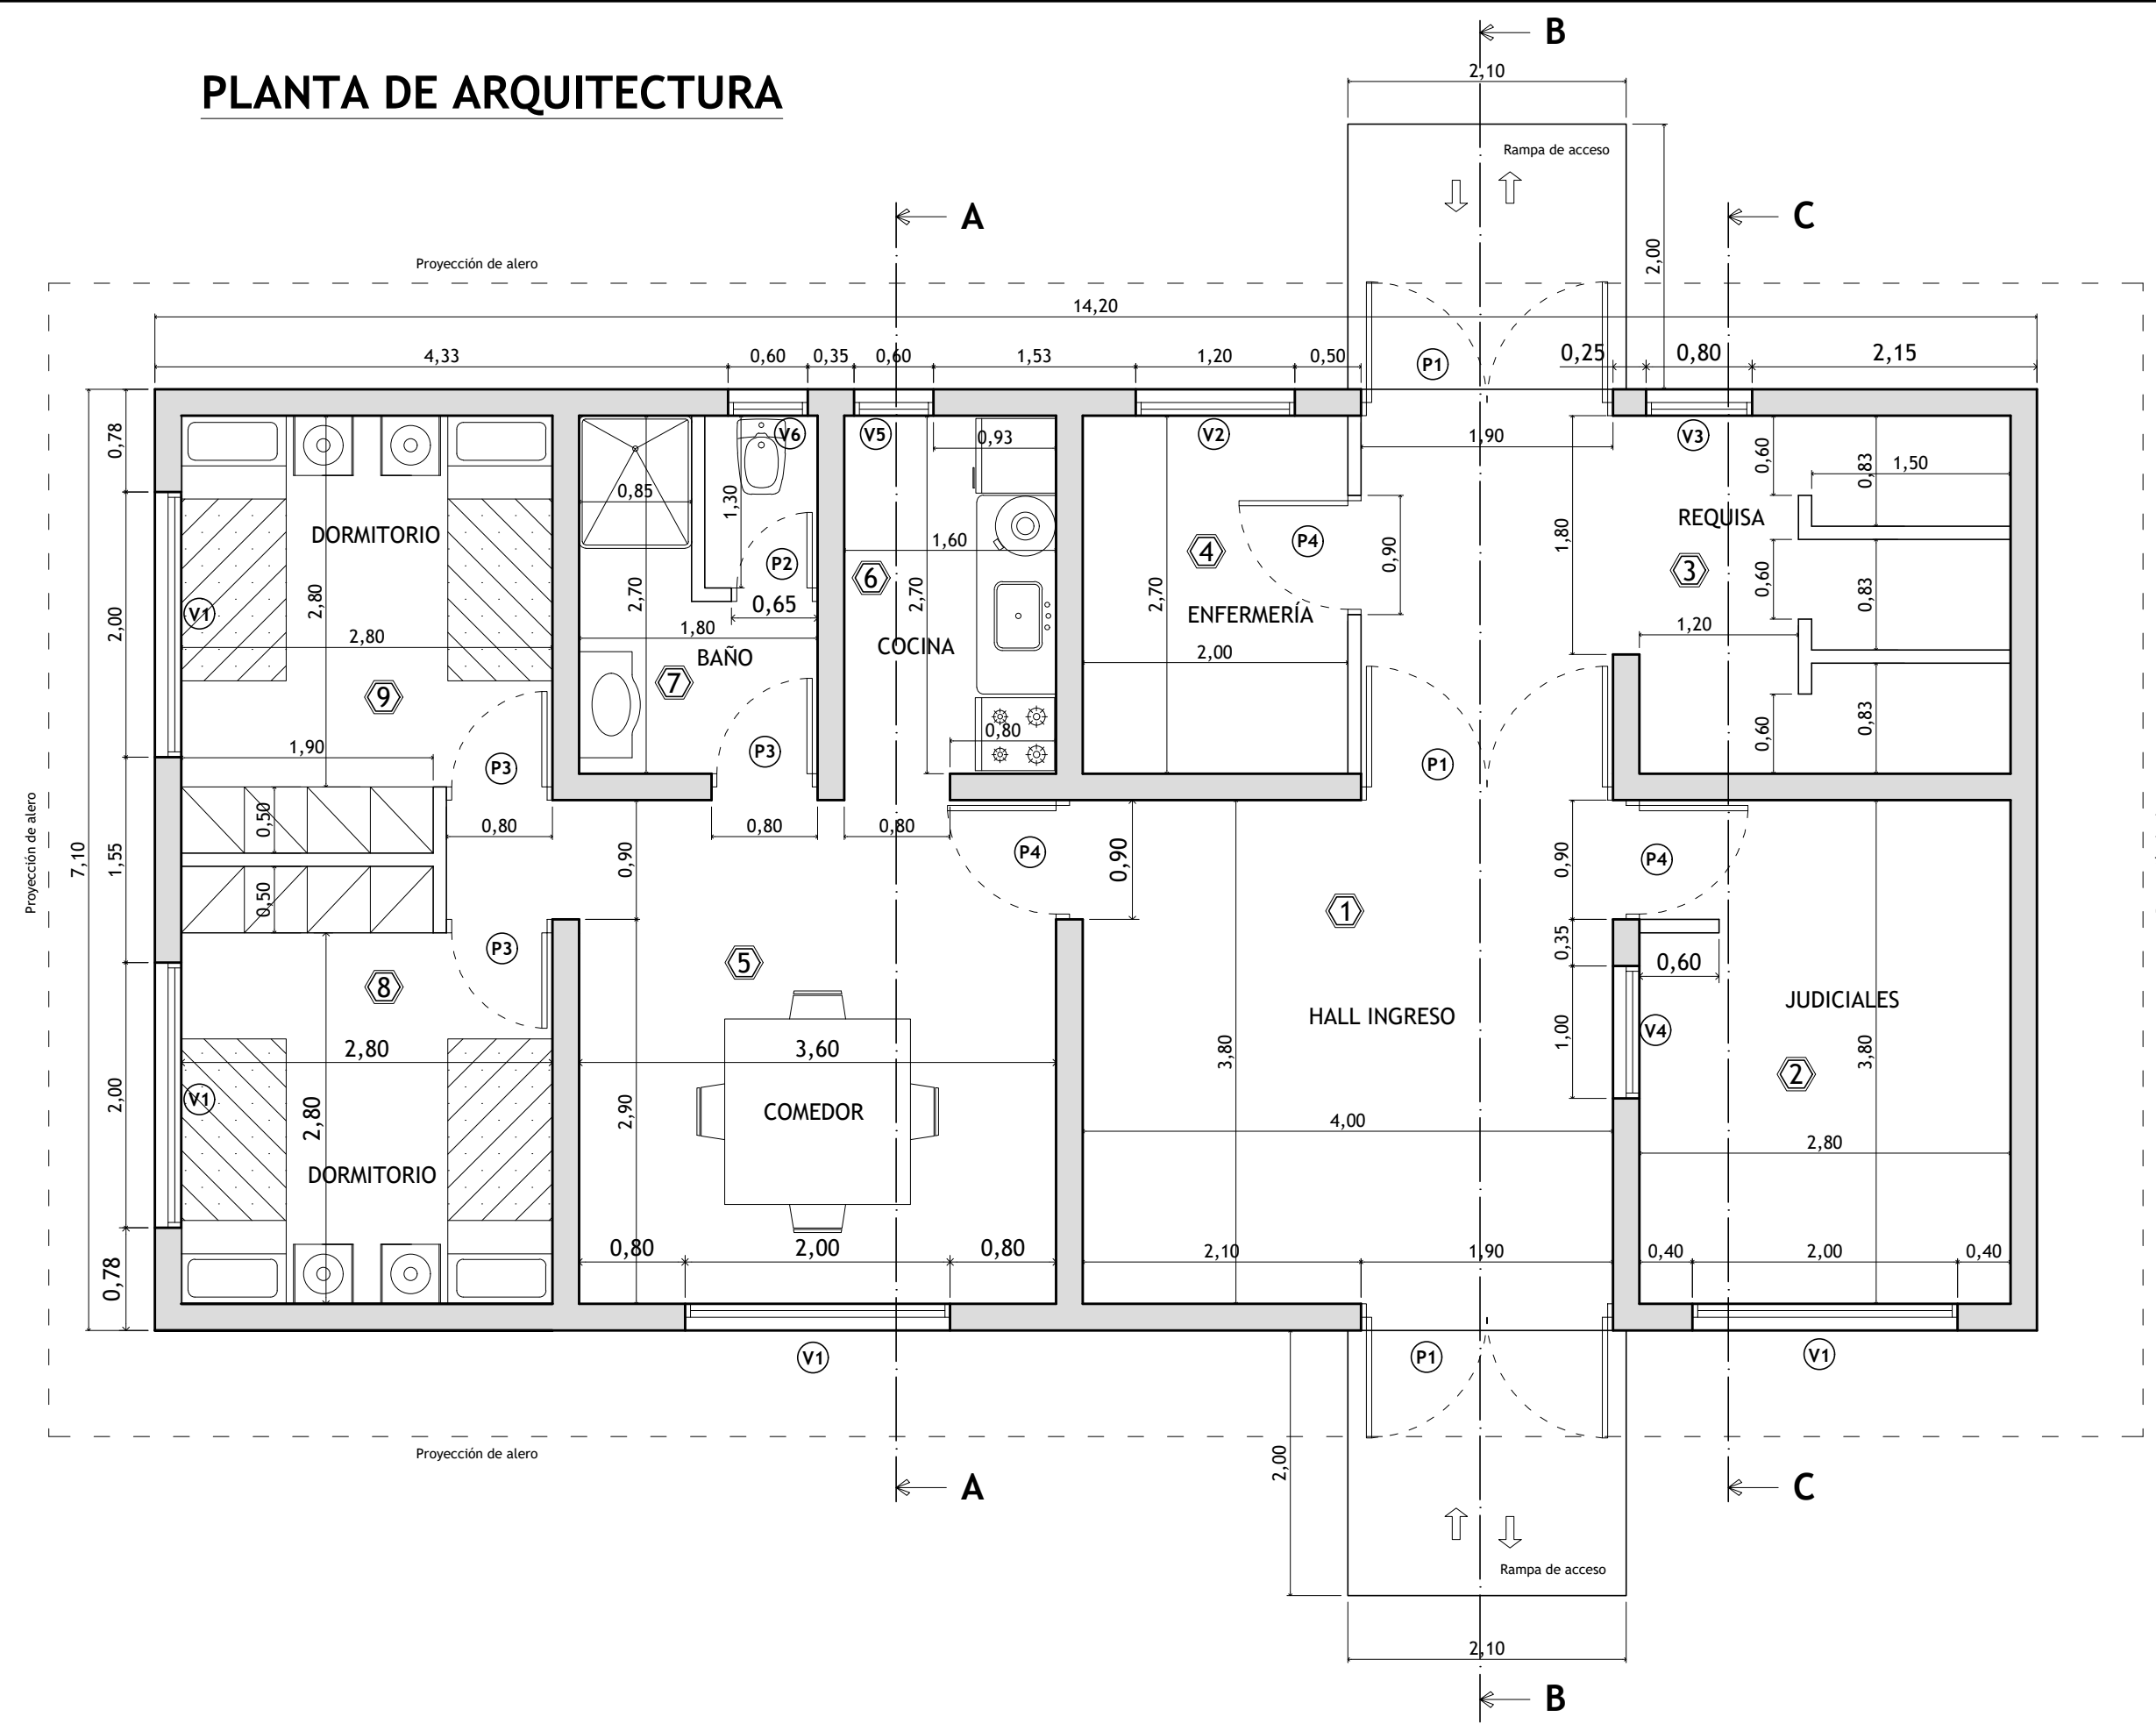 B
2,10
PLANTA DE ARQUITECTURA
Rampa de acceso
A
C
2,00
Proyección de alero
14,20
4,33
0,60
0,35
0,60
1,53
1,20
0,50
P1
0,25
0,80
2,15
0,78
V6
V5
0,93
V2
1,90
V3
0,60
0,83
1,50
0,85
1,30
DORMITORIO
1,60
REQUISA
P2
6
4
P4
0,90
1,80
3
2,00
V1
2,80
2,70
0,65
2,70
2,70
ENFERMERÍA
0,60
0,83
2,80
1,80
BAÑO
COCINA
2,00
1,20
9
7
0,80
0,60
0,83
1,90
P3
P3
P1
0,50
0,80
0,80
0,80
Proyección de alero
7,10
1,55
0,90
P4
0,90
0,90
P4
0,50
1
P3
5
0,35
0,60
8
HALL INGRESO
JUDICIALES
2,80
3,60
3,80
1,00
V4
3,80
2
2,00
V1
2,80
2,90
COMEDOR
4,00
2,80
DORMITORIO
0,78
0,80
2,00
0,80
2,10
1,90
0,40
2,00
0,40
V1
P1
V1
Proyección de alero
2,00
A
C
Rampa de acceso
2,10
B